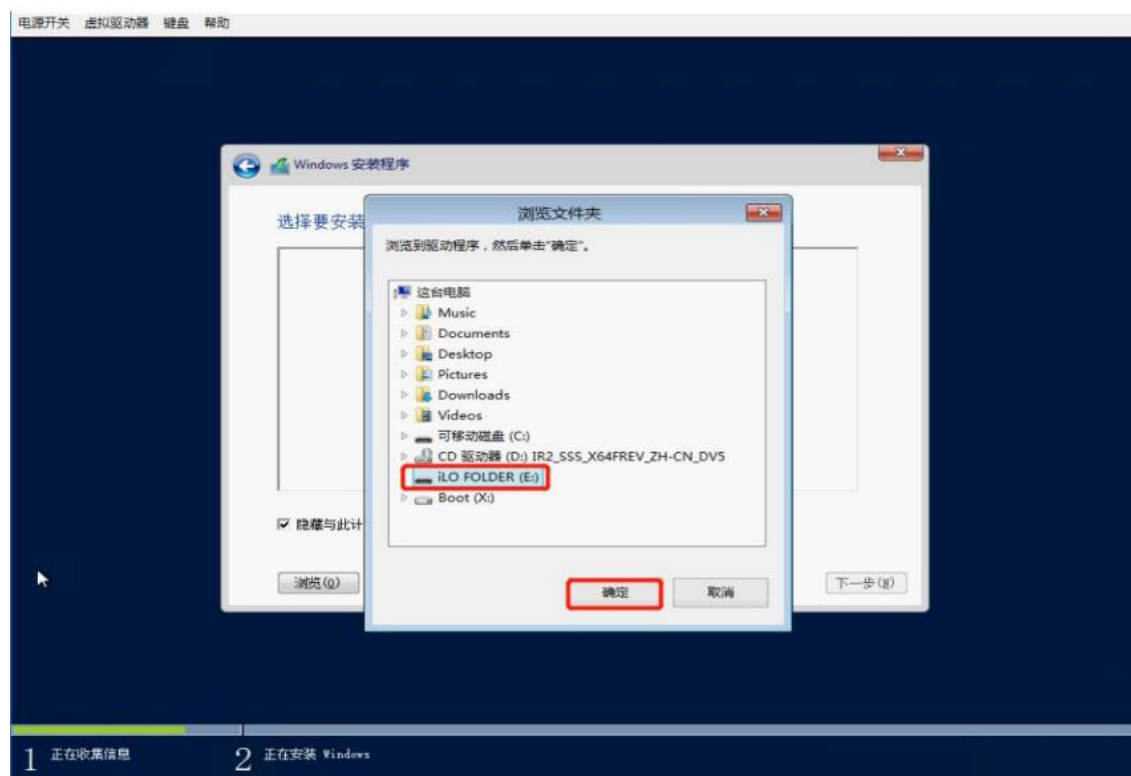 电源开关 虚拟驱动器 键盘 帮助
Windows 安装程序
选择要安装
浏览文件夹
浏览到驱动程序，然后单击"确定"。
这台电脑
Music
Documents
Desktop
Pictures
Downloads
Videos
可移动磁盘 (C:)
CD 驱动器 (D:) IR2_SSS_X64FREV_ZH-CN_DV5
iLO FOLDER (E:)
Boot (X:)
隐藏与此计
浏览(O) 确定 取消 下一步(N)
1 正在收集信息 2 正在安装 Windows